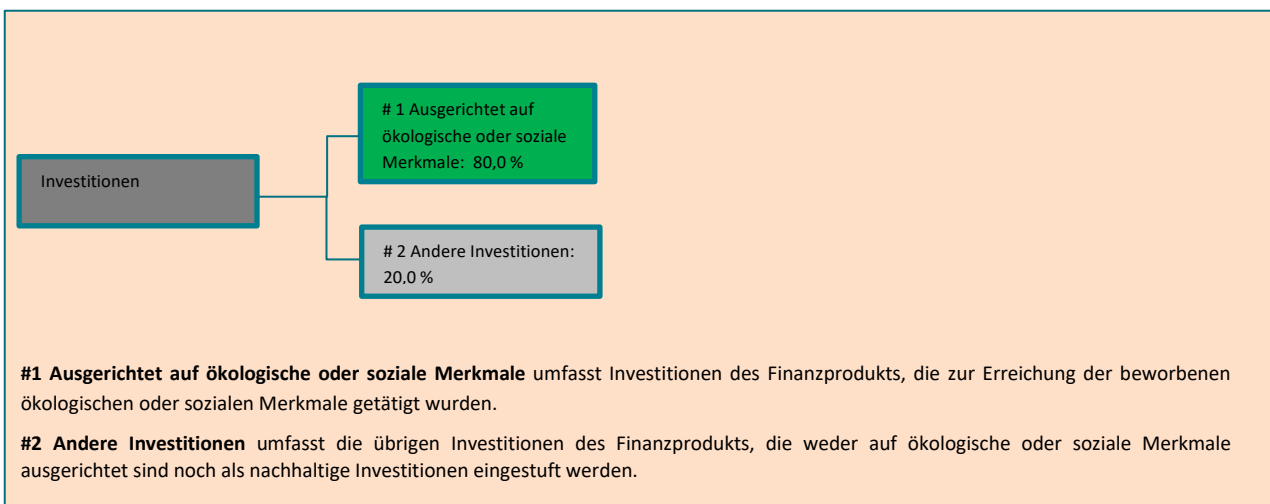 # 1 Ausgerichtet auf
ökologische oder soziale
Merkmale: 80,0 %
Investitionen
# 2 Andere Investitionen:
20,0 %
#1 Ausgerichtet auf ökologische oder soziale Merkmale umfasst Investitionen des Finanzprodukts, die zur Erreichung der beworbenen
ökologischen oder sozialen Merkmale getätigt wurden.
#2 Andere Investitionen umfasst die übrigen Investitionen des Finanzprodukts, die weder auf ökologische oder soziale Merkmale
ausgerichtet sind noch als nachhaltige Investitionen eingestuft werden.